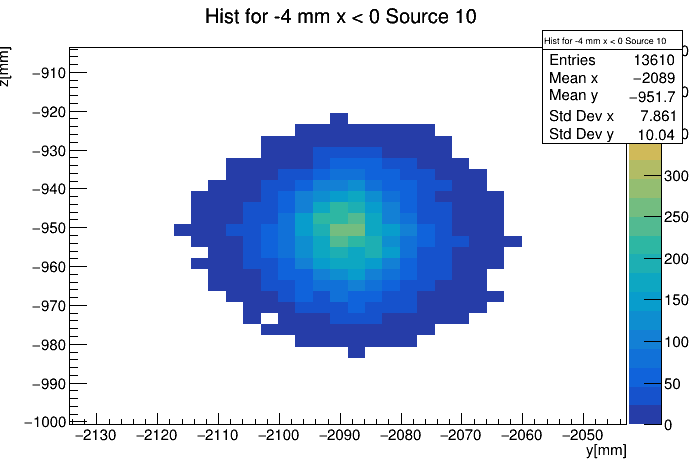 Hist for -4 mm x < 0 Source 10
Hist for -4 mm x < 0 Source 10
Entries 13610
Mean x −2089
Mean y −951.7
Std Dev x 7.861
Std Dev y 10.04
z[mm]
−910
−920
−930
−940
−950
−960
−970
−980
−990
−1000
−2130 −2120 −2110 −2100 −2090 −2080 −2070 −2060 −2050
y[mm]
300
250
200
150
100
50
0